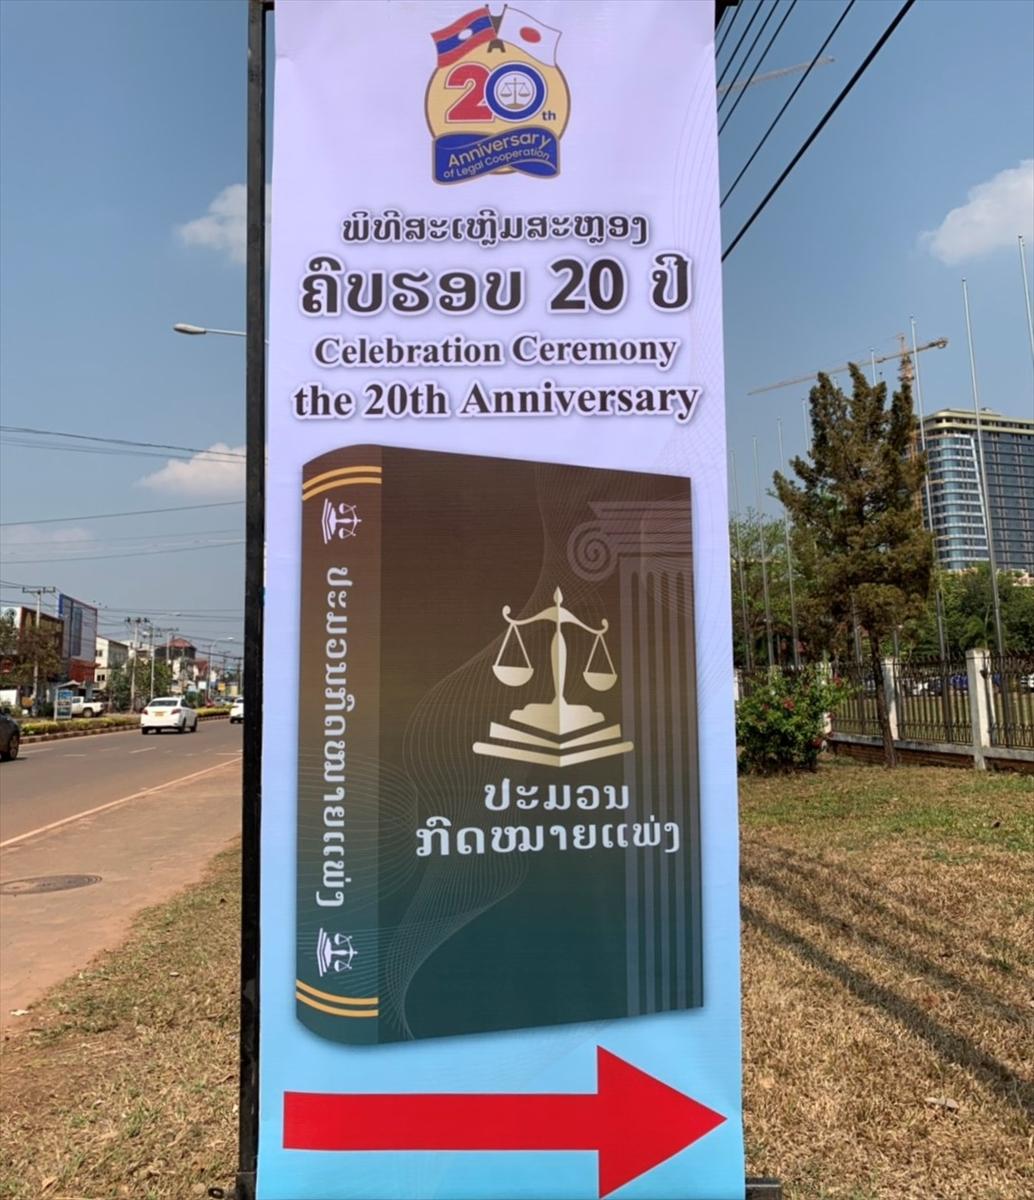 20th
Anniversary
of Legal Cooperation
ພິທີສະເຫຼີມສະຫຼອງ
ຄົບຮອບ 20 ປີ
Celebration Ceremony
the 20th Anniversary
ປະມວນກົດໝາຍແພ່ງ
ປະມວນ
ກົດໝາຍແພ່ງ